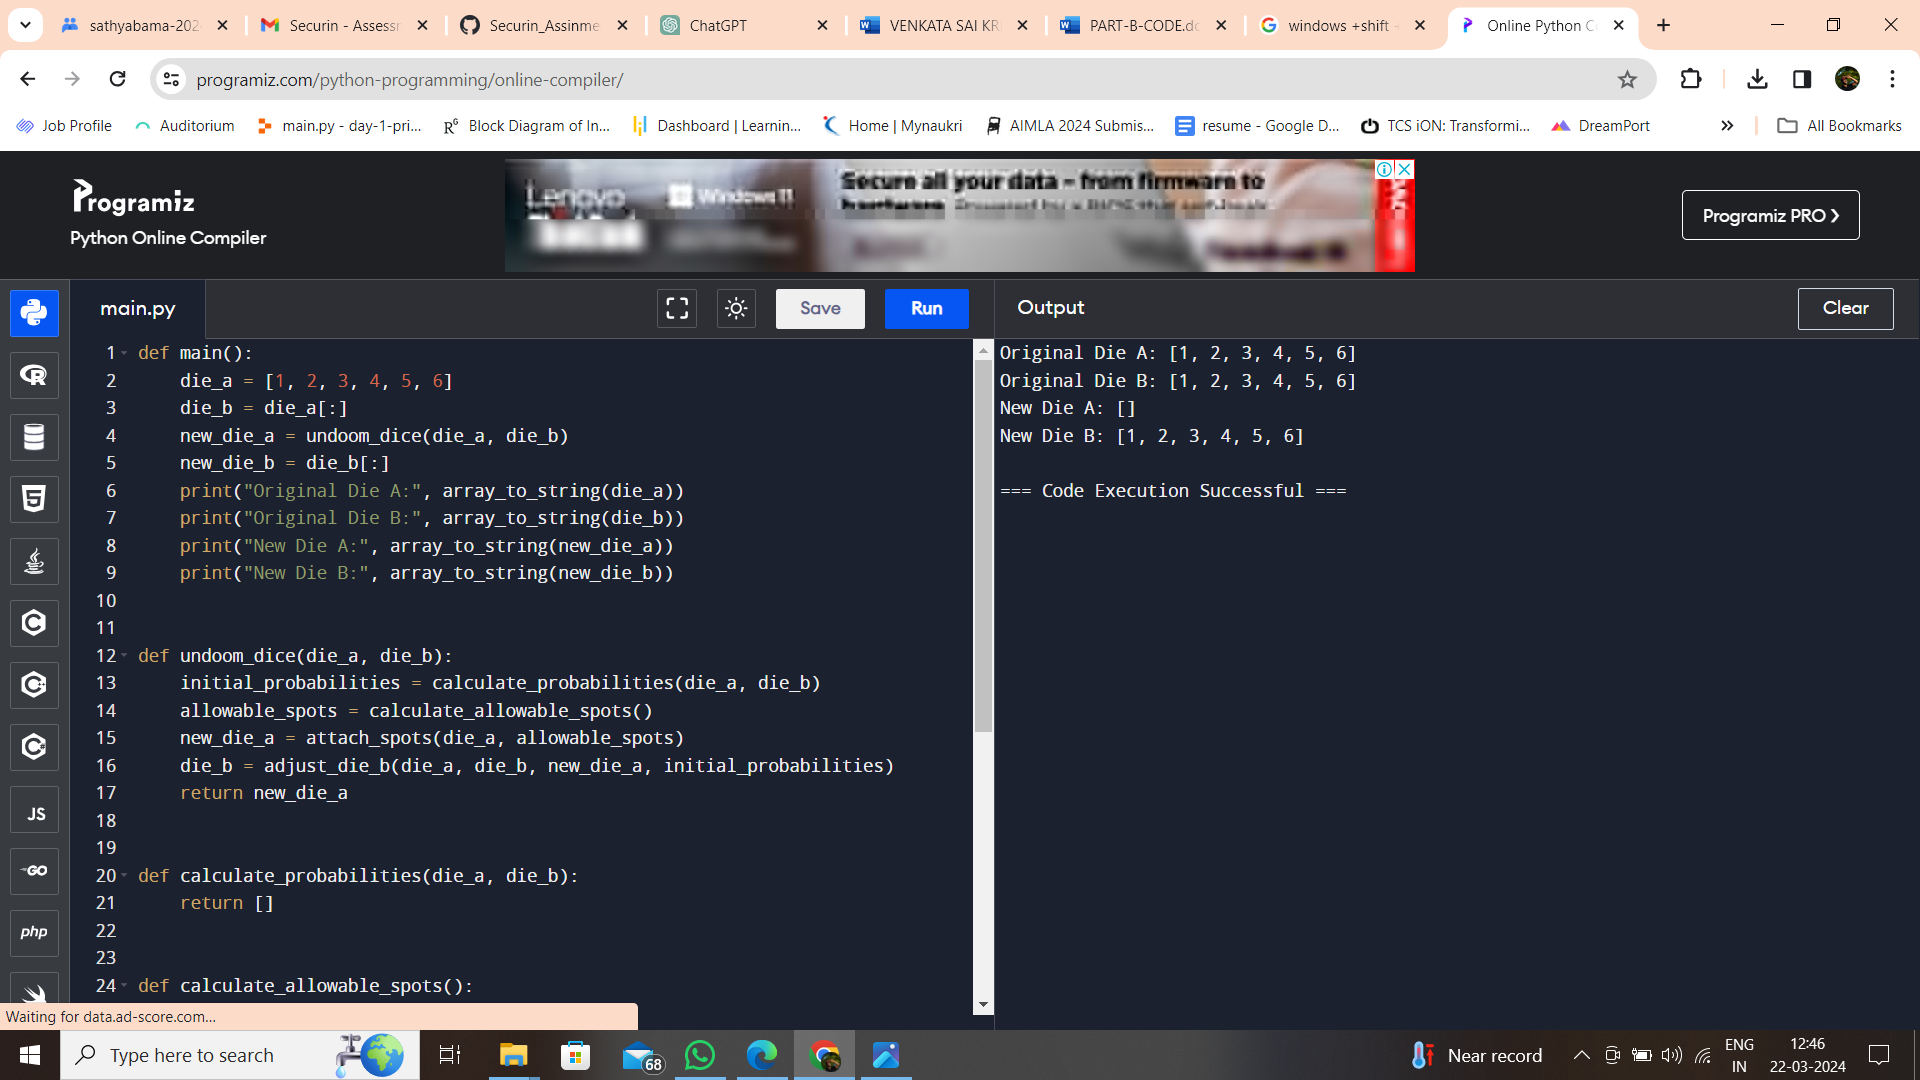 sathyabama-202
Securin - Assessr
Securin_Assinme
ChatGPT
VENKATA SAI KR
PART-B-CODE.do
windows +shift -
Online Python C
programiz.com/python-programming/online-compiler/
Job Profile
Auditorium
main.py - day-1-pri...
Block Diagram of In...
Dashboard | Learnin...
Home | Mynaukri
AIMLA 2024 Submis...
resume - Google D...
TCS iON: Transformi...
DreamPort
All Bookmarks
Programiz
Python Online Compiler
Lenovo
Windows 11
Secure all your data – from firmware to
Programiz PRO
main.py
Save
Run
Output
Clear
1 def main():
2     die_a = [1, 2, 3, 4, 5, 6]
3     die_b = die_a[:]
4     new_die_a = undoom_dice(die_a, die_b)
5     new_die_b = die_b[:]
6     print("Original Die A:", array_to_string(die_a))
7     print("Original Die B:", array_to_string(die_b))
8     print("New Die A:", array_to_string(new_die_a))
9     print("New Die B:", array_to_string(new_die_b))
10
11
12 def undoom_dice(die_a, die_b):
13     initial_probabilities = calculate_probabilities(die_a, die_b)
14     allowable_spots = calculate_allowable_spots()
15     new_die_a = attach_spots(die_a, allowable_spots)
16     die_b = adjust_die_b(die_a, die_b, new_die_a, initial_probabilities)
17     return new_die_a
18
19
20 def calculate_probabilities(die_a, die_b):
21     return []
22
23
24 def calculate_allowable_spots():
Original Die A: [1, 2, 3, 4, 5, 6]
Original Die B: [1, 2, 3, 4, 5, 6]
New Die A: []
New Die B: [1, 2, 3, 4, 5, 6]
=== Code Execution Successful ===
R
5
C
C
C
JS
GO
php
Waiting for data.ad-score.com...
Type here to search
68
Near record
ENG
IN
12:46
22-03-2024